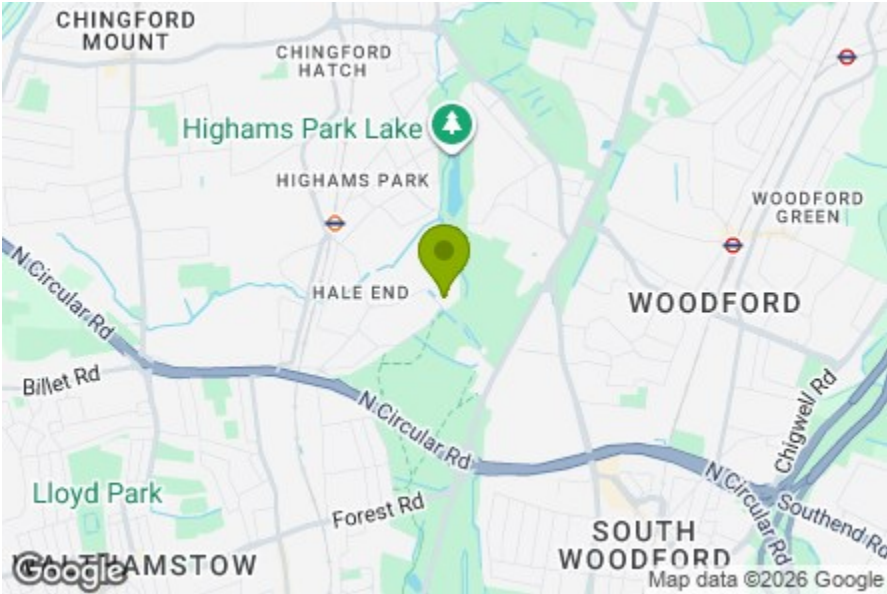 CHINGFORD
MOUNT
CHINGFORD
HATCH
Highams Park Lake
HIGHAMS PARK
WOODFORD
GREEN
N Circular Rd
HALE END
WOODFORD
Billet Rd
N Circular Rd
Chigwell Rd
Lloyd Park
Forest Rd
N Circular Rd
Southend Rd
SOUTH
WOODFORD
WALTHAMSTOW
Google
Map data ©2026 Google